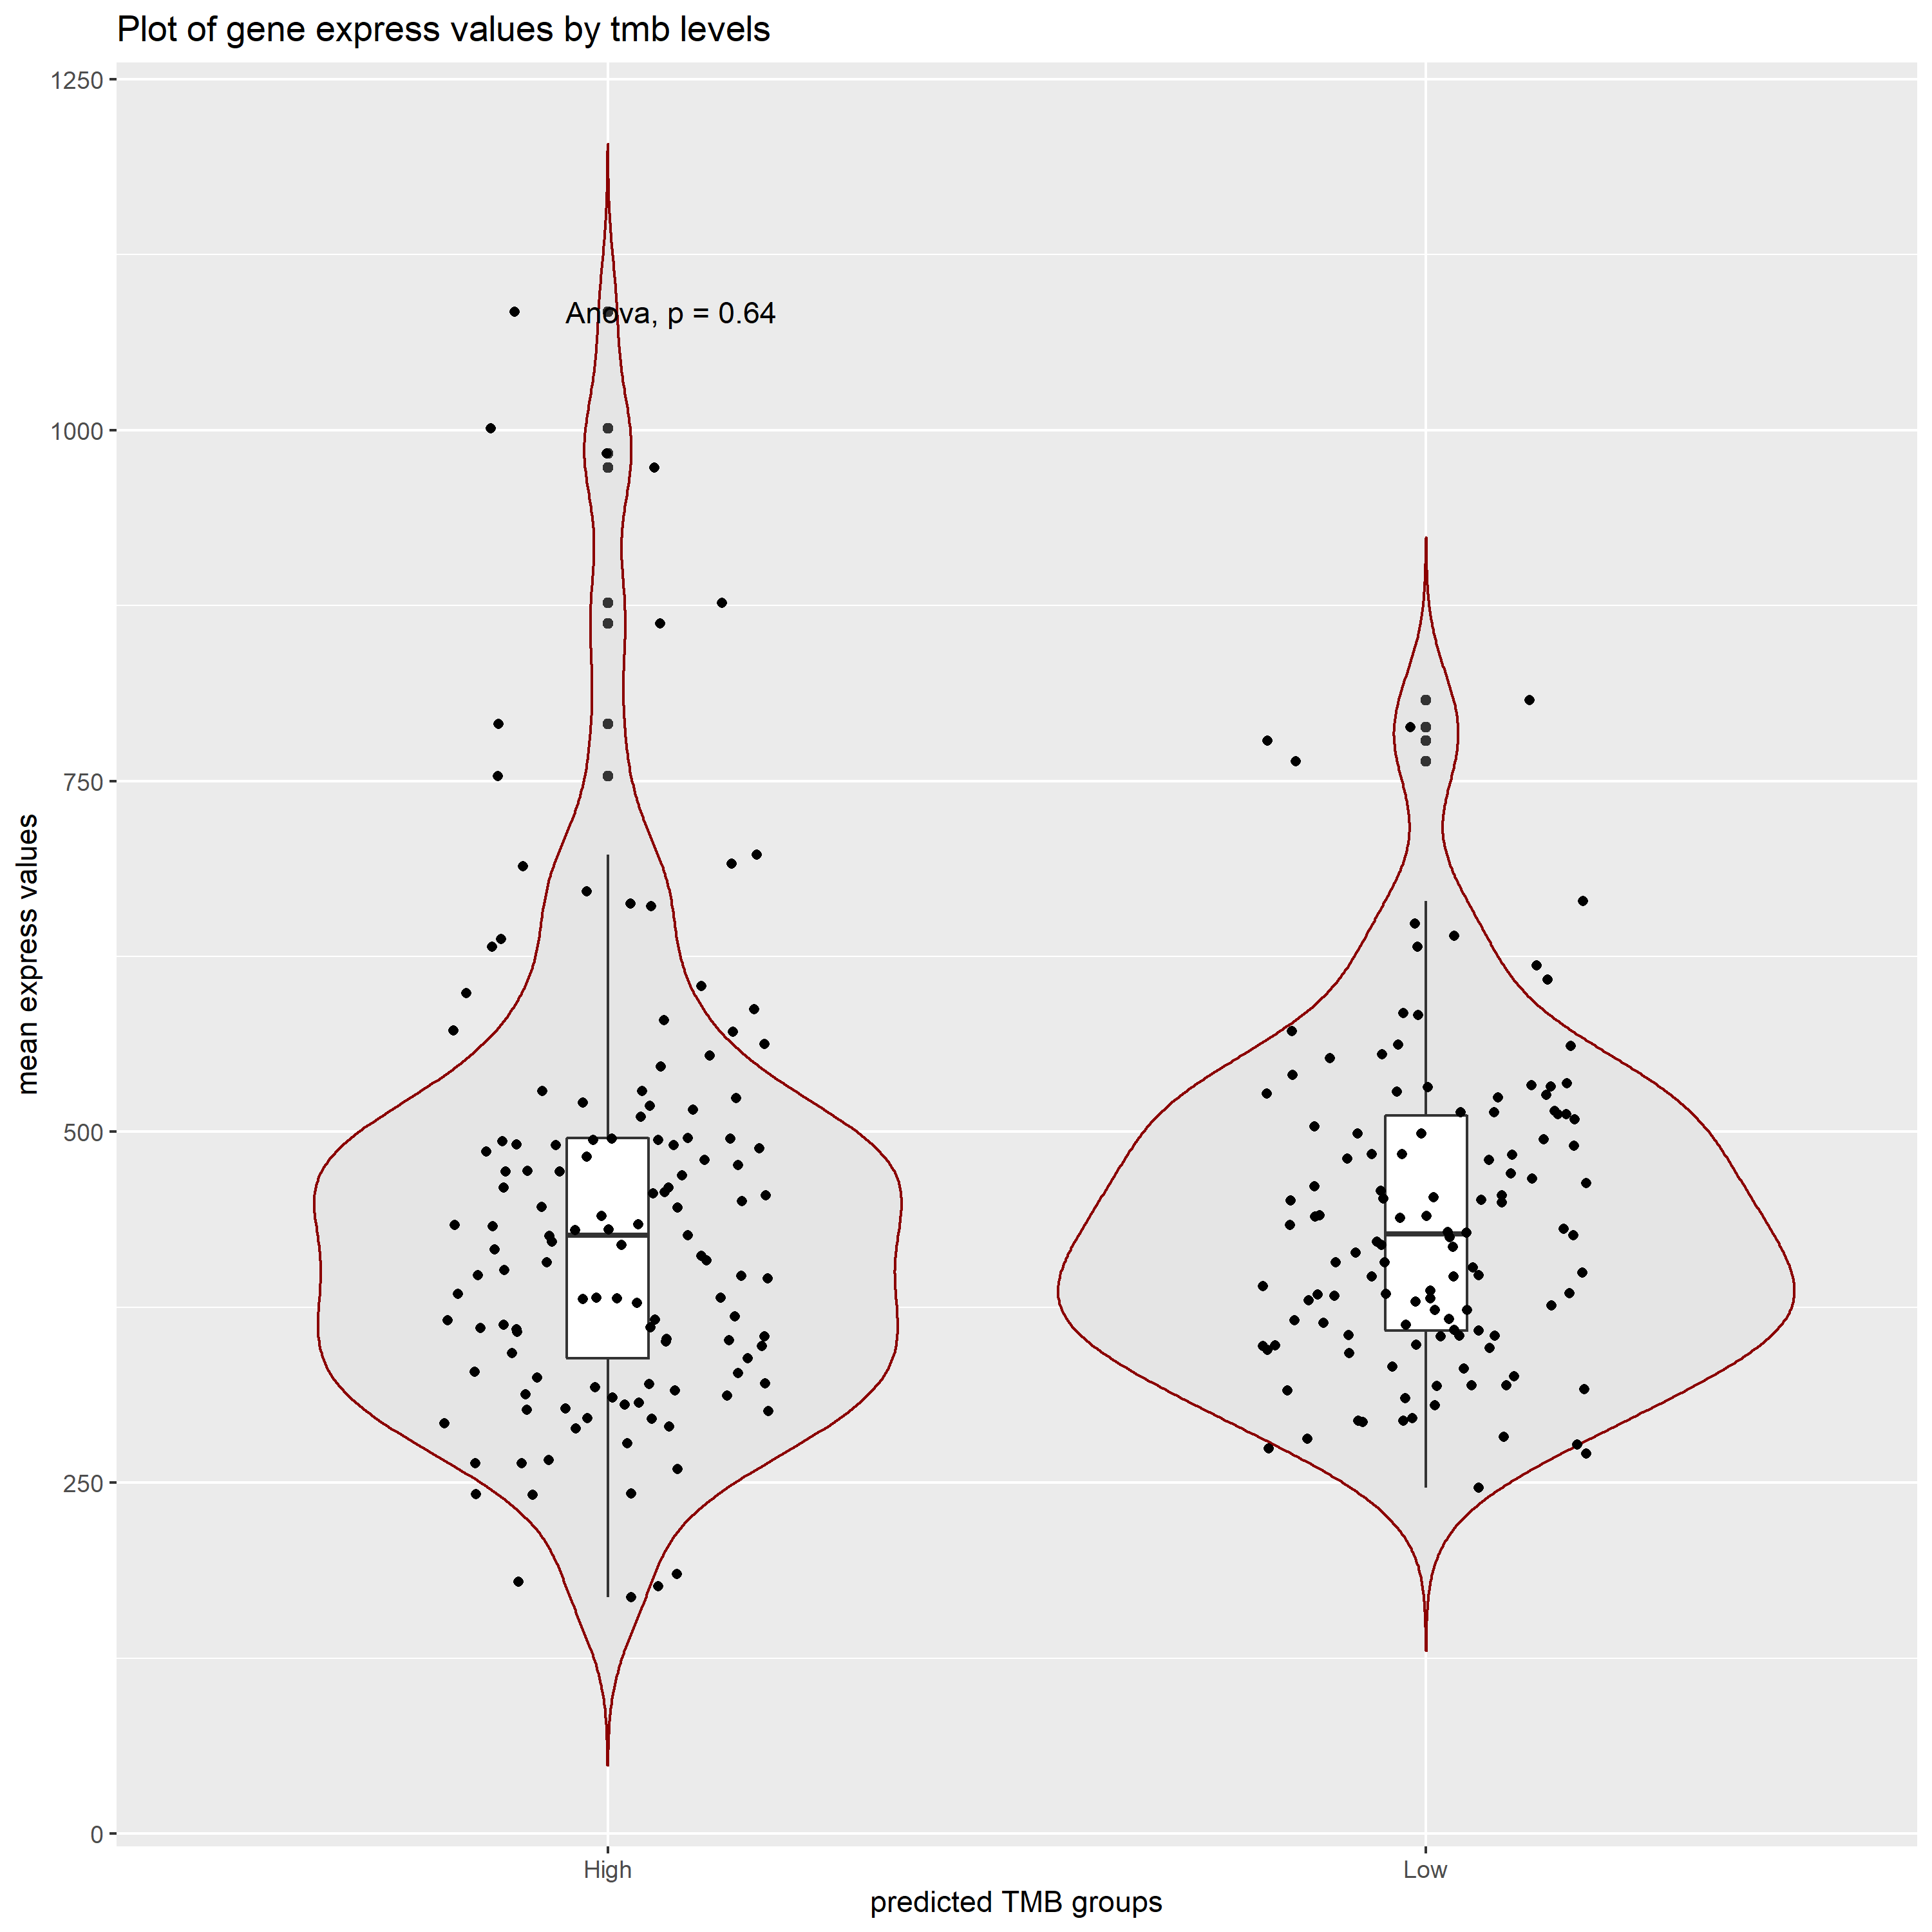 Plot of gene express values by tmb levels
1250
1000
750
500
250
0
mean express values
Anova, p = 0.64
High
Low
predicted TMB groups